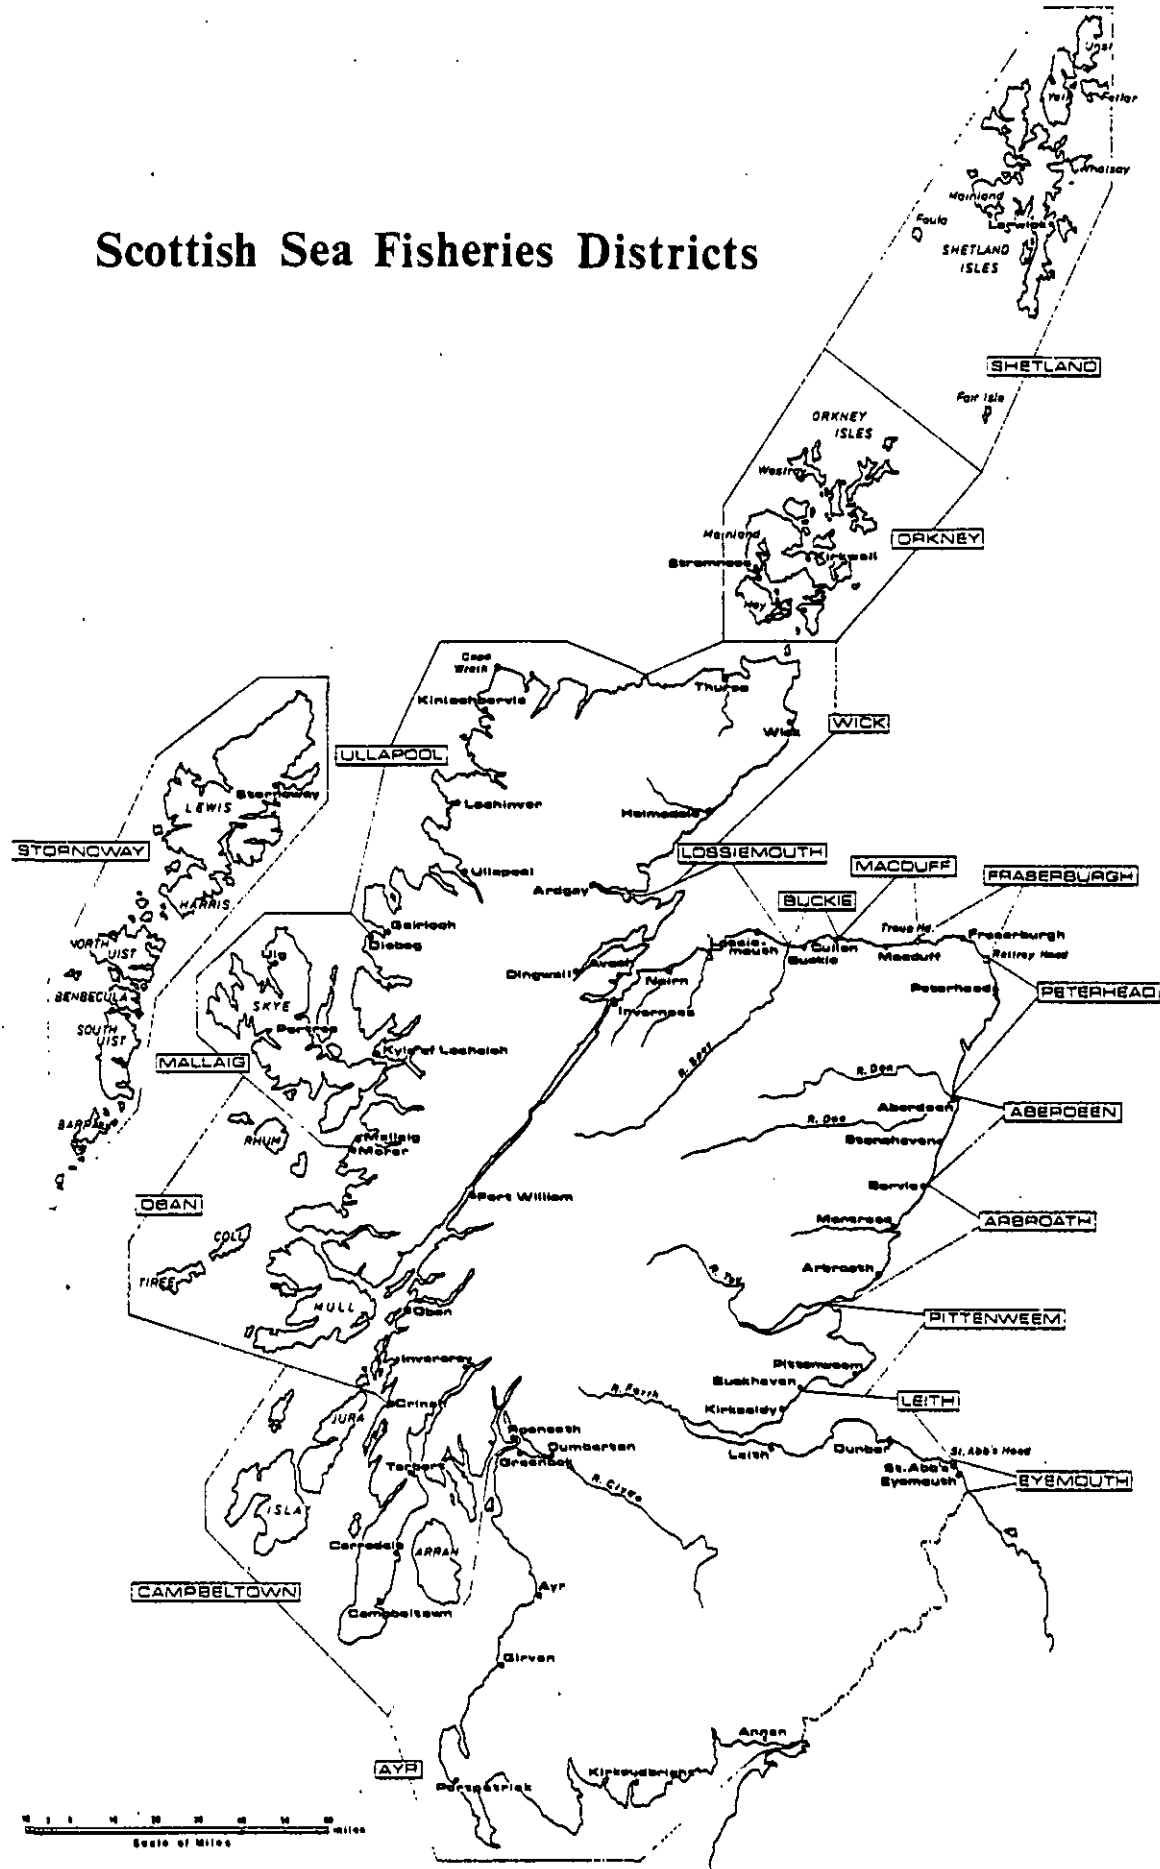 Unst
Yell
Fetlar
Whalsay
Mainland
Foula
Lerwick
Scottish Sea Fisheries Districts
SHETLAND
ISLES
SHETLAND
Fair Isle
ORKNEY
ISLES
Westray
Mainland
ORKNEY
Kirkwall
Stromness
Hoy
Cape
Wrath
Thurso
Kinlochbervie
WICK
Wick
ULLAPOOL
Stornoway
LEWIS
Lochinver
Helmsdale
STORNOWAY
LOSSIEMOUTH
MACDUFF
Ullapool
FRASERBURGH
Ardgay
BUCKIE
HARRIS
Gairloch
Troup Hd.
Fraserburgh
NORTH
UIST
Diabaig
Lossie-
mouth
Cullen
Macduff
Rattray Head
Uig
Avoch
Buckie
Dingwall
Nairn
Peterhead
PETERHEAD
BENBECULA
SKYE
Inverness
SOUTH
UIST
Portree
Kyle of Lochalsh
MALLAIG
R. Spey
R. Don
Aberdeen
ABERDEEN
BARRA
R. Dee
RHUM
Mallaig
Morar
Stonehaven
OBAN
Fort William
Bervie
Montrose
ARBROATH
COLL
Arbroath
R. Tay
TIREE
MULL
Oban
PITTENWEEM
Inveraray
Pittenweem
Buckhaven
R. Forth
LEITH
Crinan
JURA
Kirkcaldy
Rosneath
Dumbarton
Greenock
Leith
Dunbar
St. Abb's Head
Tarbert
St. Abb's
Eyemouth
EYEMOUTH
R. Clyde
ISLAY
Carradale
ARRAN
CAMPBELTOWN
Ayr
Campbeltown
Girvan
Annan
AYR
Portpatrick
Kirkcudbright
miles
Scale of Miles